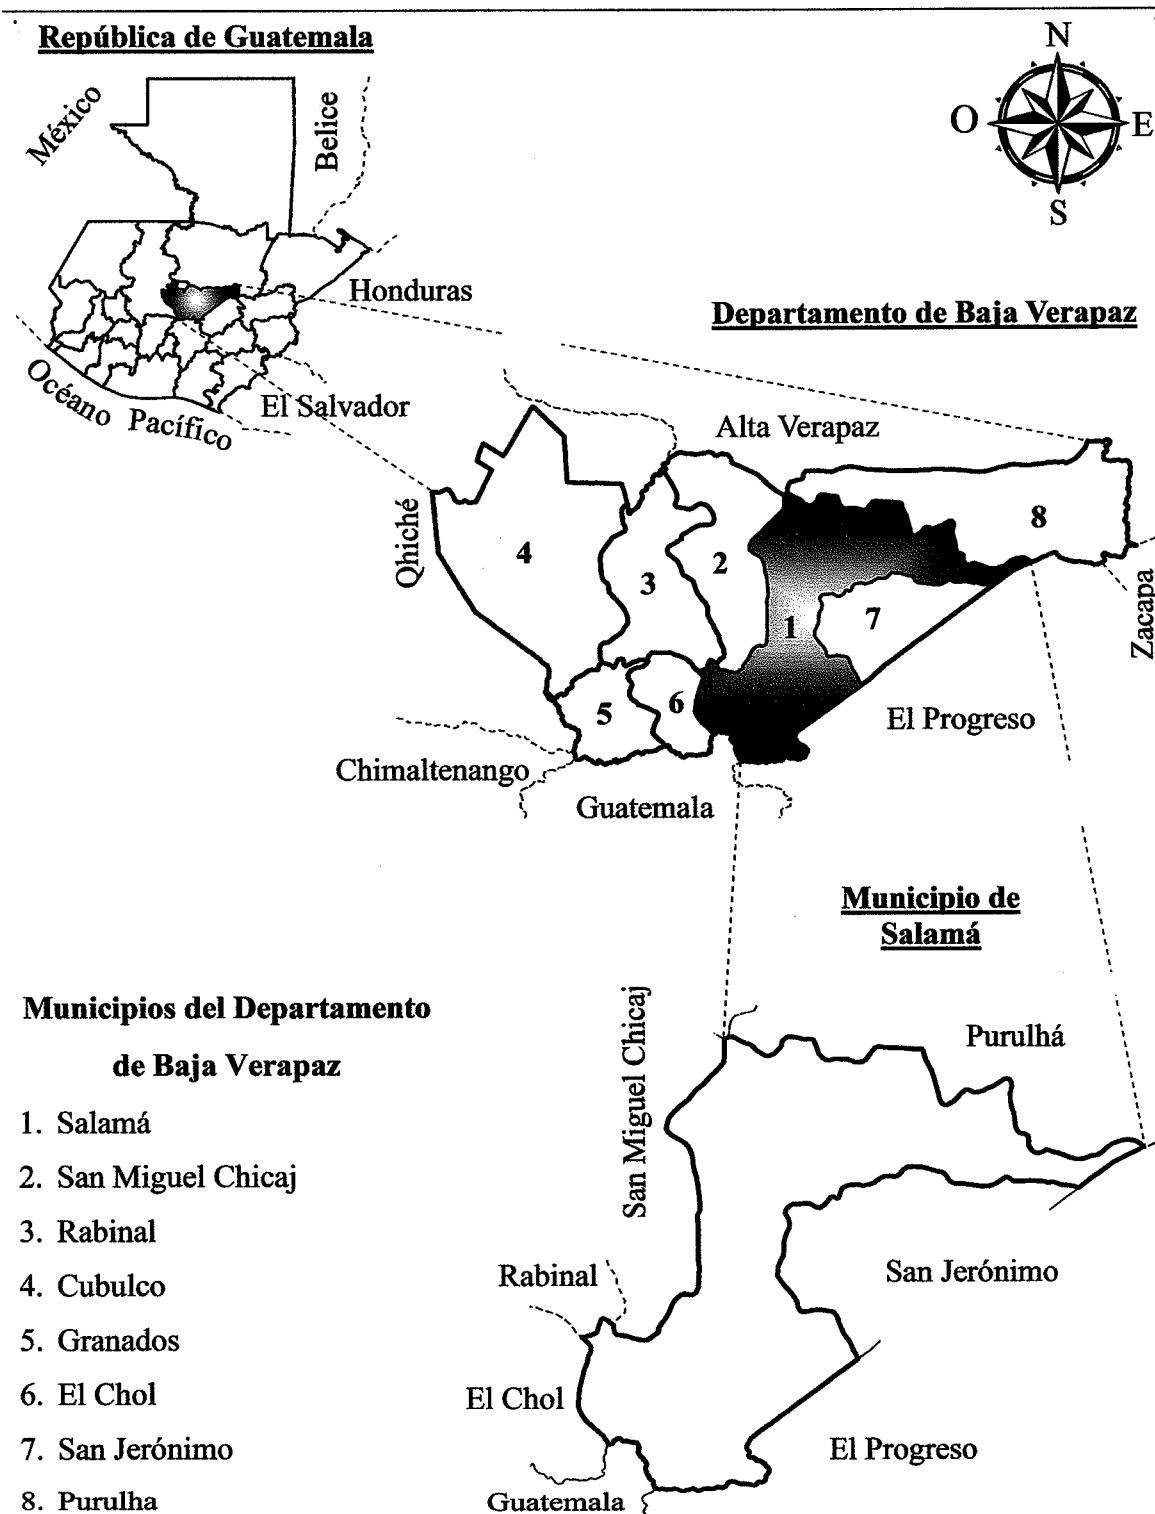 República de Guatemala
México
Belice
Honduras
El Salvador
Océano Pacífico
N
O
E
S
Departamento de Baja Verapaz
Alta Verapaz
Qhiché
Zacapa
El Progreso
Chimaltenango
Guatemala
4
3
2
1
8
7
5
6
Municipio de
Salamá
San Miguel Chicaj
Purulhá
Rabinal
San Jerónimo
El Chol
El Progreso
Guatemala
Municipios del Departamento
de Baja Verapaz
1. Salamá
2. San Miguel Chicaj
3. Rabinal
4. Cubulco
5. Granados
6. El Chol
7. San Jerónimo
8. Purulha